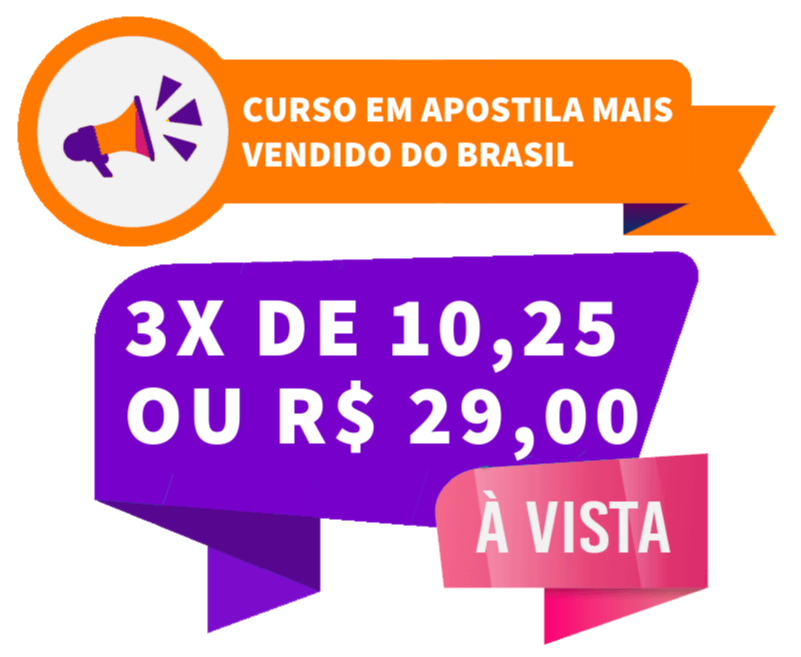 CURSO EM APOSTILA MAIS
VENDIDO DO BRASIL
3X DE 10,25
OU R$ 29,00
À VISTA